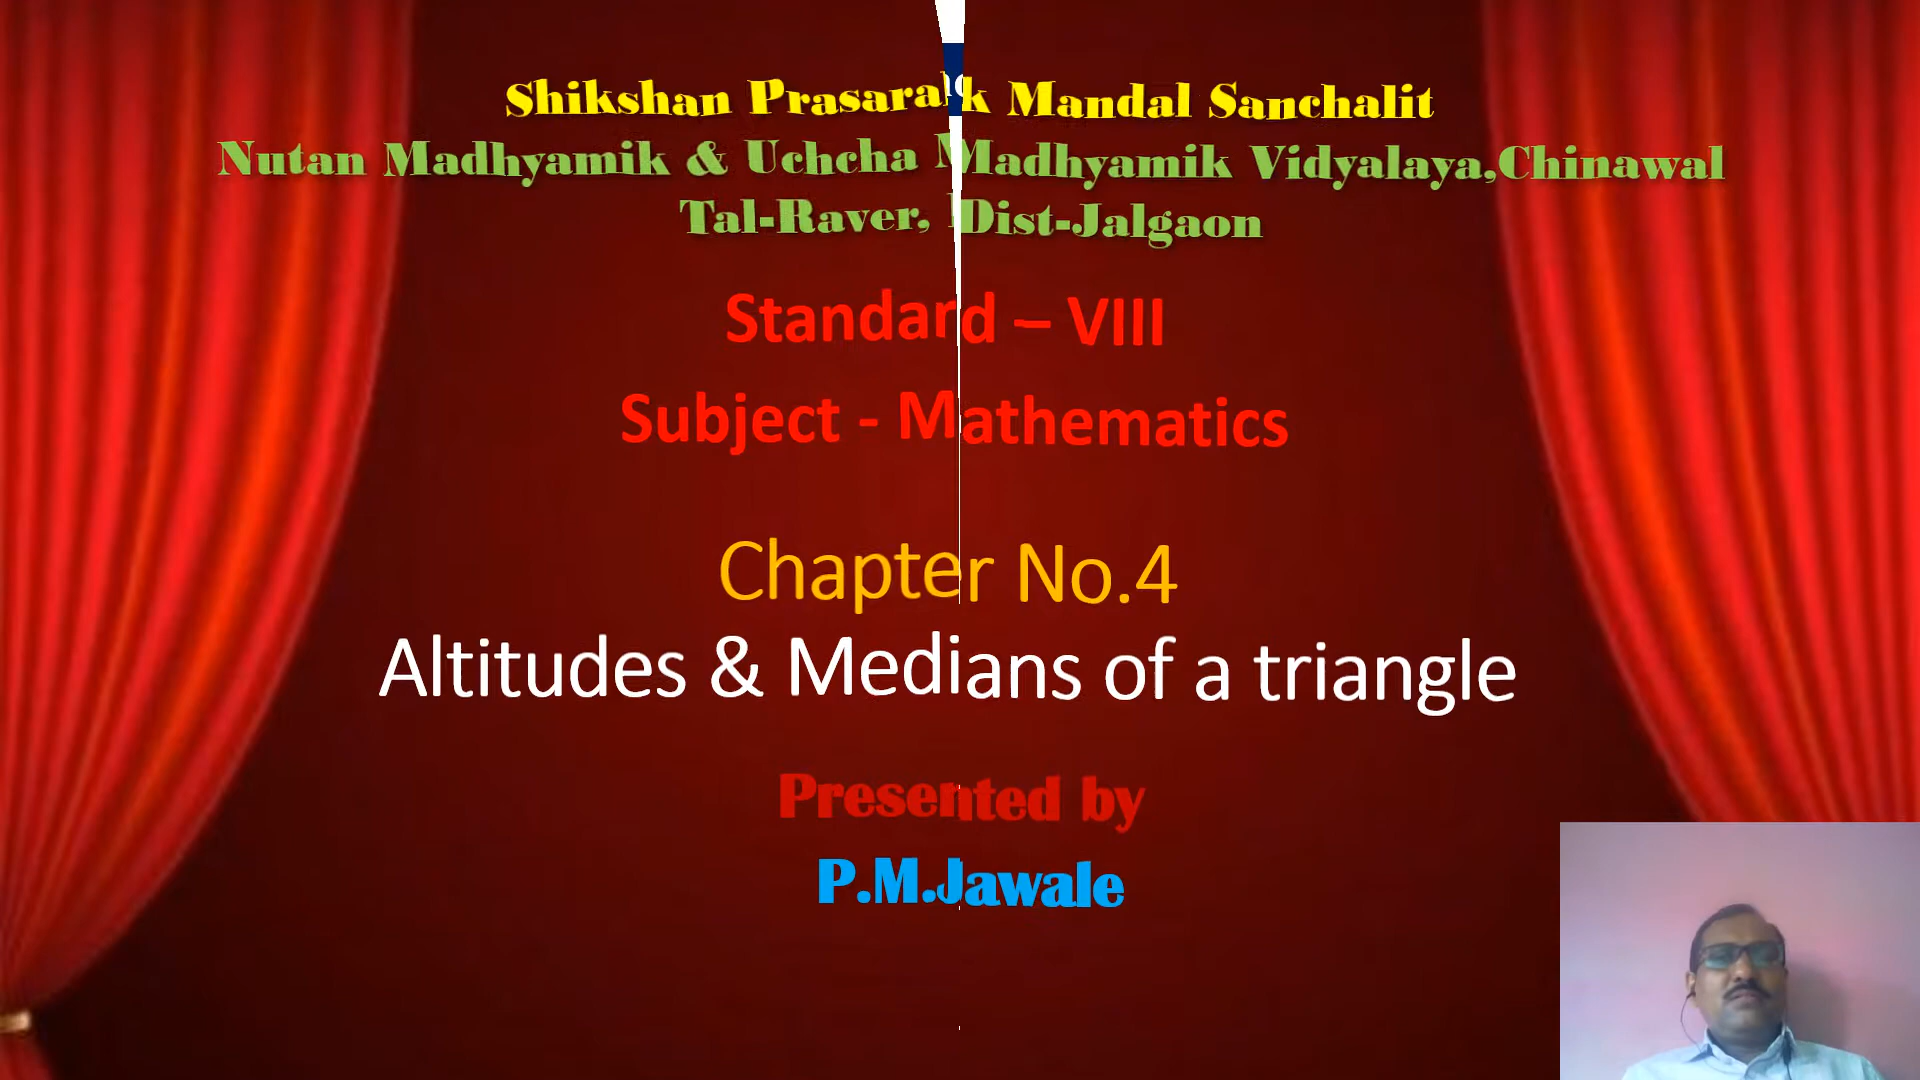 Shikshan Prasarak Mandal Sanchalit
Nutan Madhyamik & Uchcha Madhyamik Vidyalaya,Chinawal
Tal-Raver, Dist-Jalgaon
Standard – VIII
Subject - Mathematics
Chapter No.4
Altitudes & Medians of a triangle
Presented by
P.M.Jawale